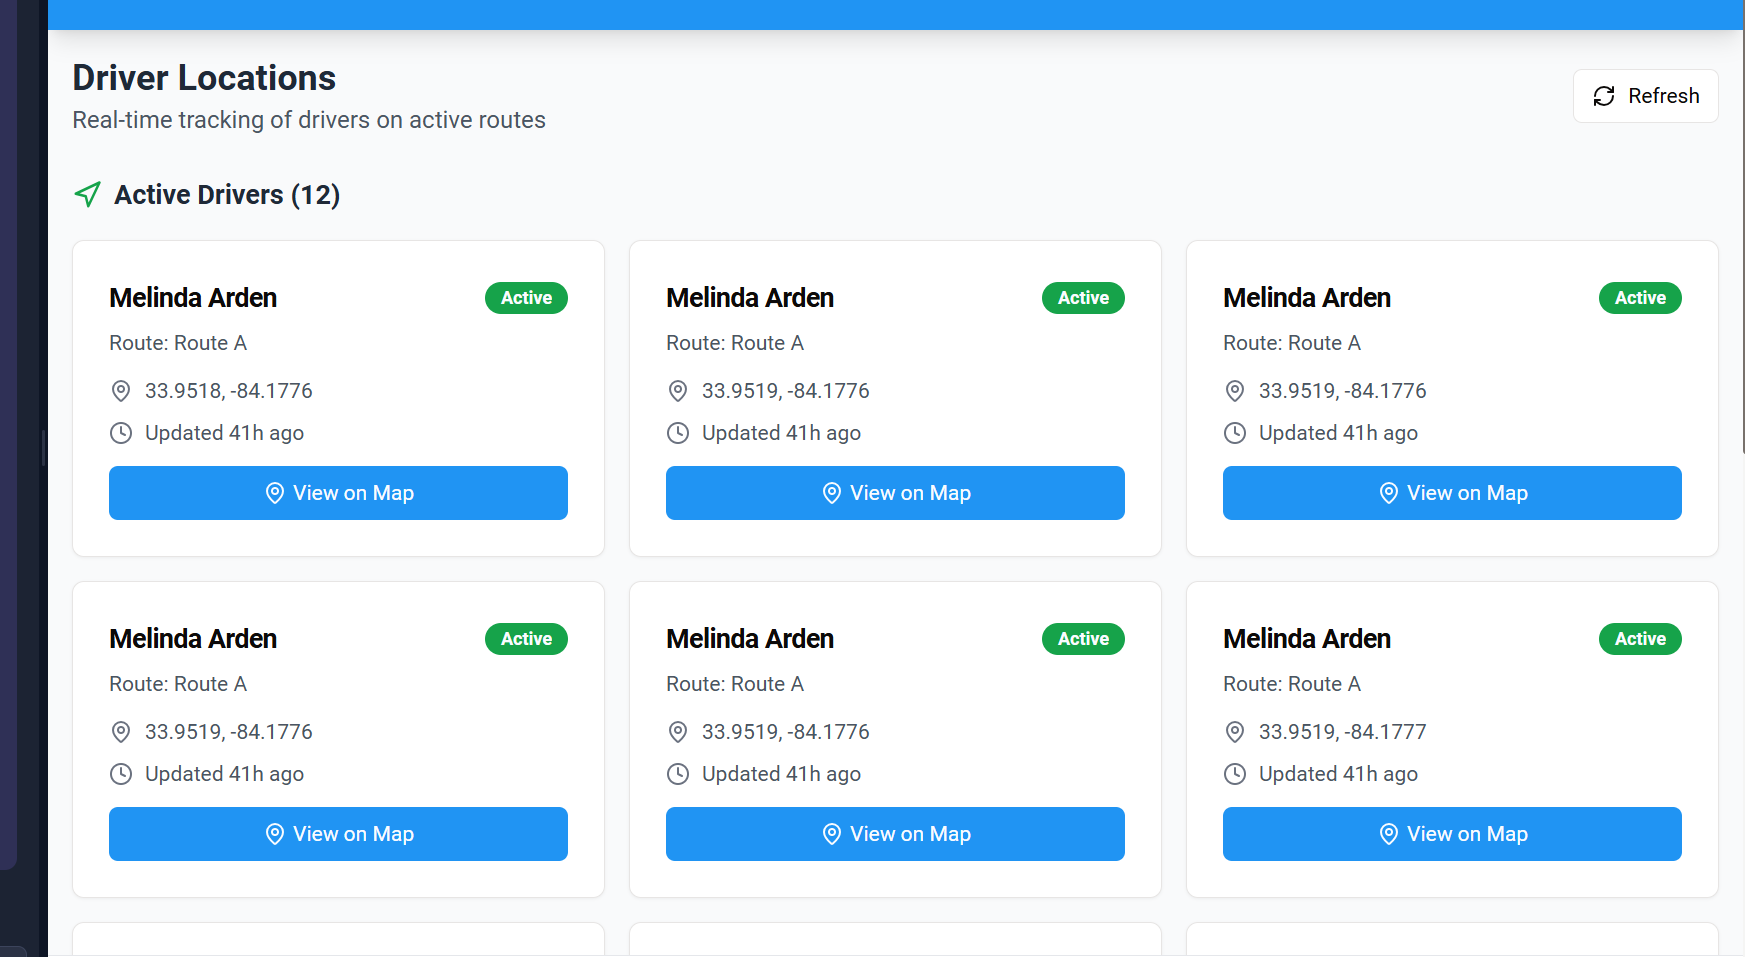 Driver Locations
Real-time tracking of drivers on active routes
Refresh
Active Drivers (12)
Melinda Arden
Active
Route: Route A
33.9518, -84.1776
Updated 41h ago
View on Map
Melinda Arden
Active
Route: Route A
33.9519, -84.1776
Updated 41h ago
View on Map
Melinda Arden
Active
Route: Route A
33.9519, -84.1776
Updated 41h ago
View on Map
Melinda Arden
Active
Route: Route A
33.9519, -84.1776
Updated 41h ago
View on Map
Melinda Arden
Active
Route: Route A
33.9519, -84.1776
Updated 41h ago
View on Map
Melinda Arden
Active
Route: Route A
33.9519, -84.1777
Updated 41h ago
View on Map